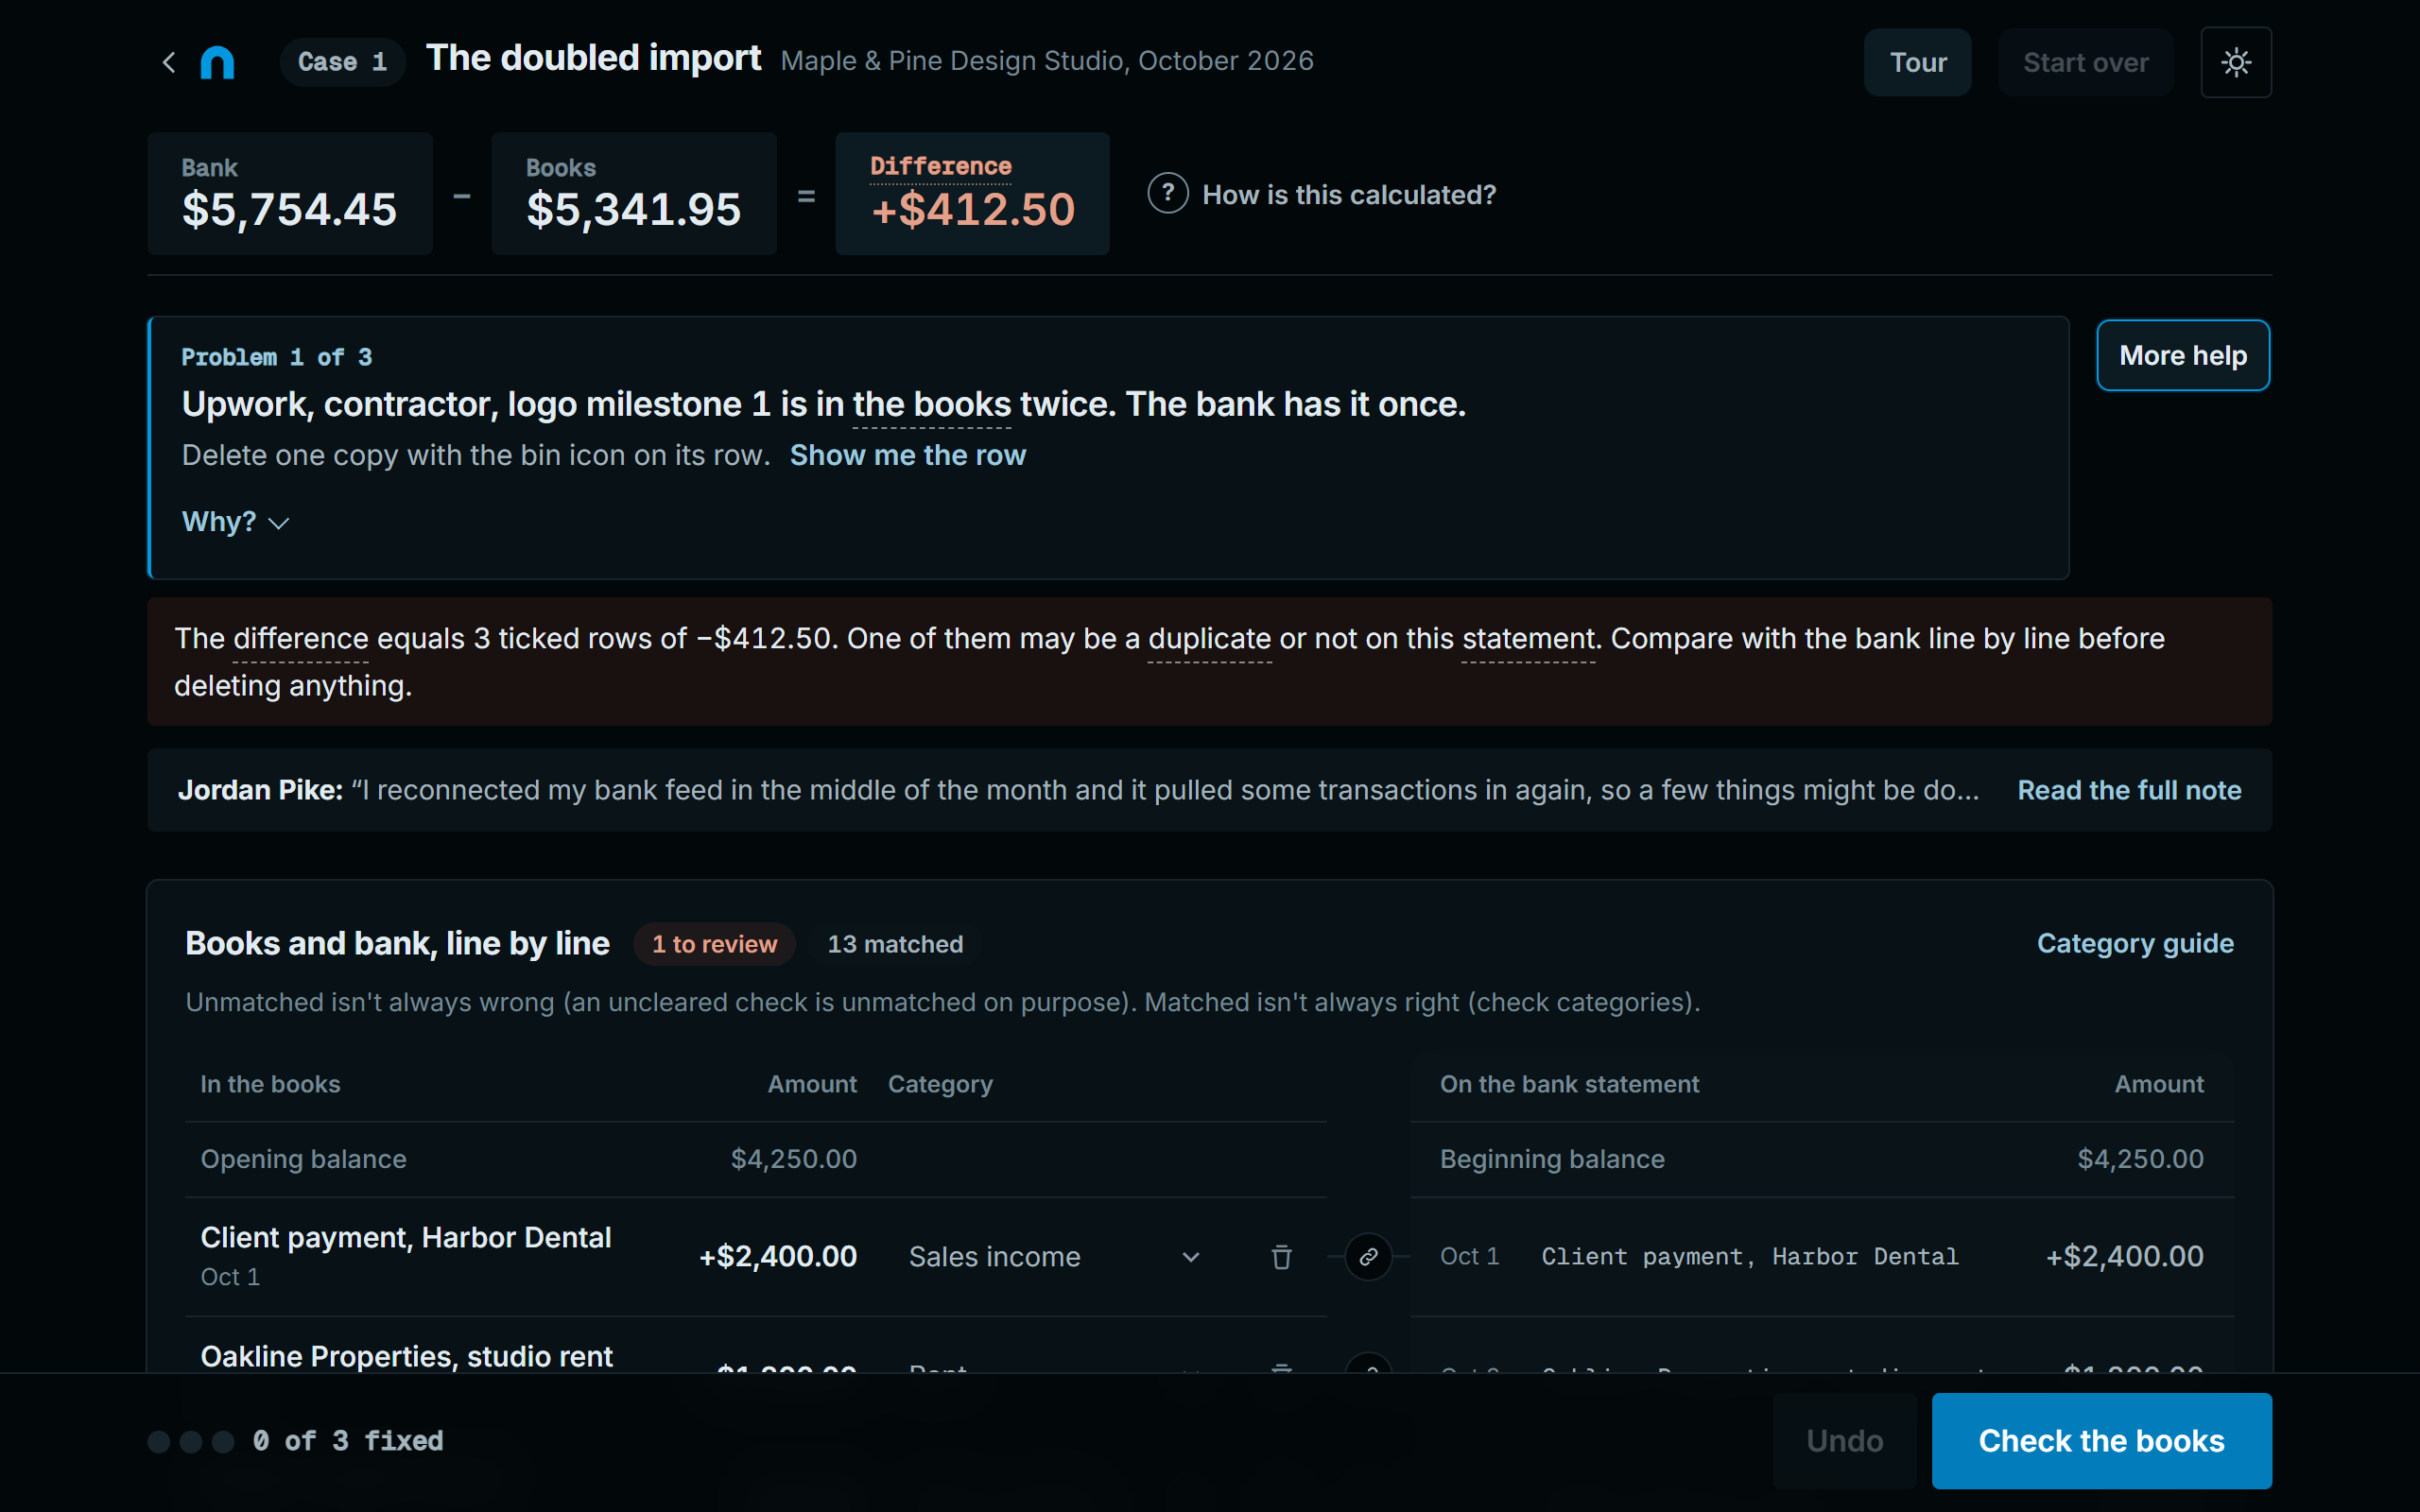 Case 1 The doubled import Maple & Pine Design Studio, October 2026 Tour Start over
Bank Books Difference
$5,754.45 − $5,341.95 = +$412.50 ? How is this calculated?
Problem 1 of 3
Upwork, contractor, logo milestone 1 is in the books twice. The bank has it once.
Delete one copy with the bin icon on its row. Show me the row
Why?
More help
The difference equals 3 ticked rows of −$412.50. One of them may be a duplicate or not on this statement. Compare with the bank line by line before
deleting anything.
Jordan Pike: “I reconnected my bank feed in the middle of the month and it pulled some transactions in again, so a few things might be do... Read the full note
Books and bank, line by line 1 to review 13 matched Category guide
Unmatched isn't always wrong (an uncleared check is unmatched on purpose). Matched isn't always right (check categories).
In the books Amount Category On the bank statement Amount
Opening balance $4,250.00 Beginning balance $4,250.00
Client payment, Harbor Dental +$2,400.00 Sales income Oct 1 Client payment, Harbor Dental +$2,400.00
Oct 1
Oakline Properties, studio rent
0 of 3 fixed Undo Check the books